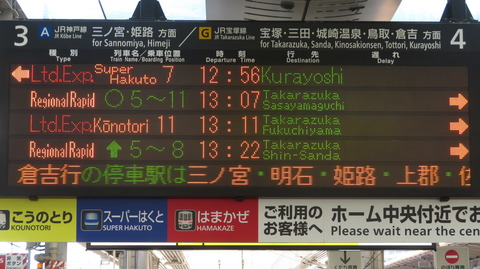 3 A JR神戸線 三ノ宮・姫路 方面 G JR宝塚線 宝塚・三田・城崎温泉・鳥取・倉吉 方面 4
JR Kobe Line for Sannomiya, Himeji JR Takarazuka Line for Takarazuka, Sanda, Kinosakionsen, Tottori, Kurayoshi
種別 列車名/乗車位置 時刻 行先 遅れ
Type Train Name/Boarding Position Departure Time Destination Delay
←Ltd.Exp. Super Hakuto 7 12:56 Kurayoshi
Regional Rapid ○5〜11 13:07 Takarazuka Sasayamaguchi →
Ltd.Exp. Kōnotori 11 13:11 Takarazuka Fukuchiyama →
Regional Rapid ↑5〜8 13:22 Takarazuka Shin-Sanda →
倉吉行の停車駅は三ノ宮・明石・姫路・上郡・佐
こうのとり KOUNOTORI スーパーはくと SUPER HAKUTO はまかぜ HAMAKAZE
ご利用のお客様へ ホーム中央付近でお
Please wait near the cen